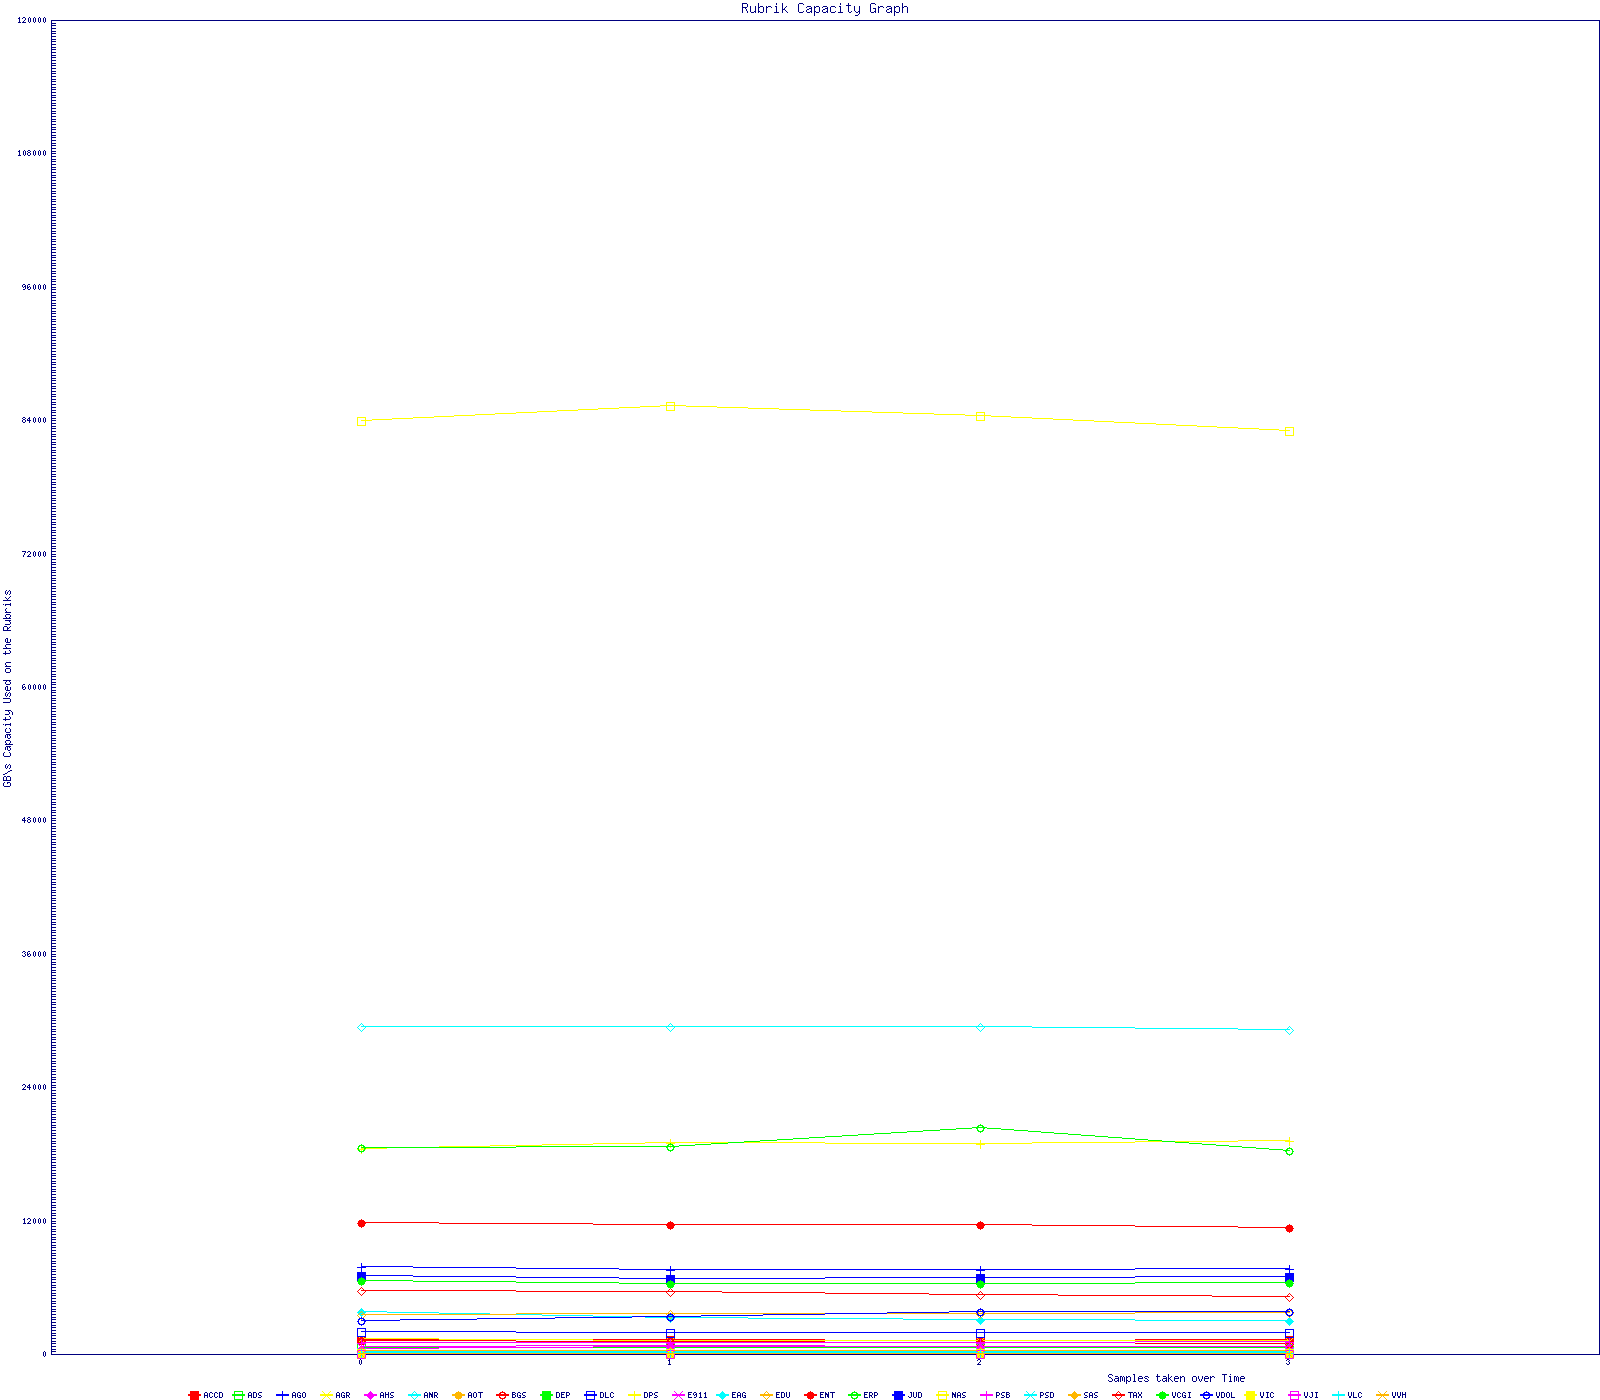 Rubrik Capacity Graph
120000
108000
96000
84000
72000
60000
48000
36000
24000
12000
0
GB\s Capacity Used on the Rubriks
0 1 2 3
Samples taken over Time
ACCD ADS AGO AGR AHS ANR AOT BGS DEP DLC DPS E911 EAG EDU ENT ERP JUD NAS PSB PSD SAS TAX VCGI VDOL VIC VJI VLC VVH